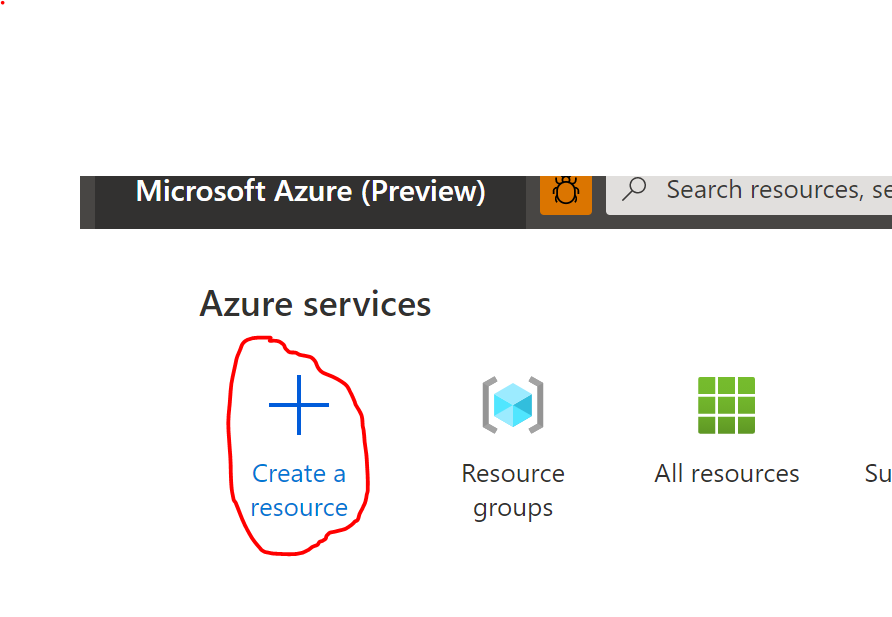 Microsoft Azure (Preview)
Search resources, se
Azure services
Create a
resource
Resource
groups
All resources
Su